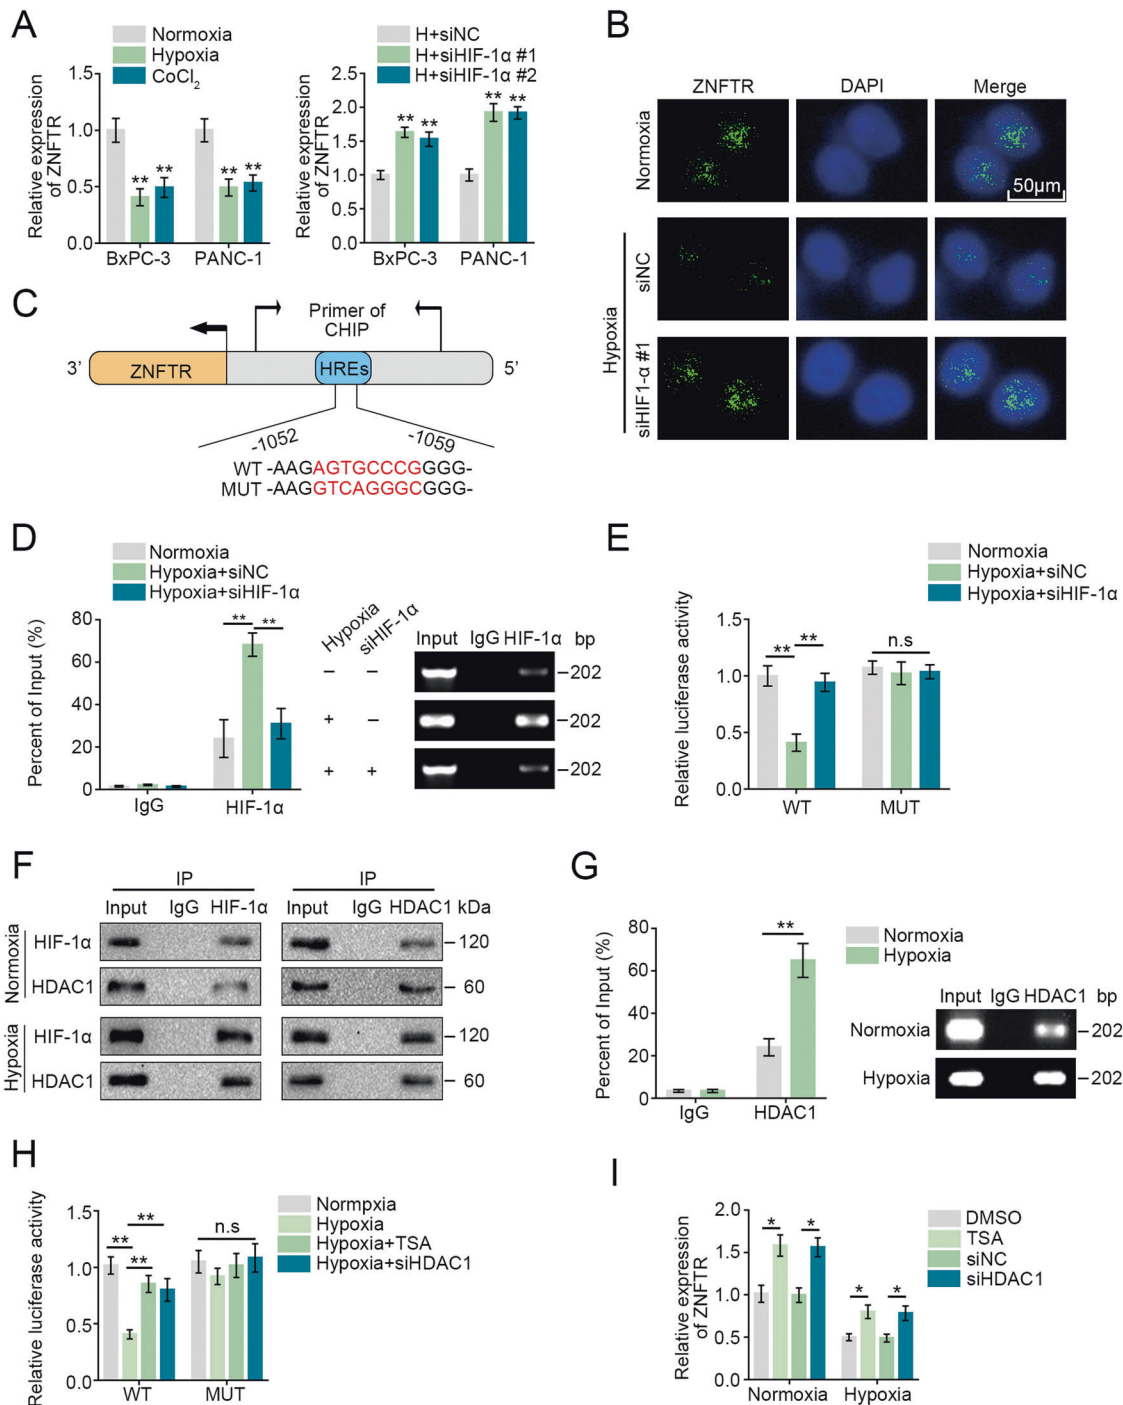 A
Normoxia
Hypoxia
CoCl2
Relative expression
of ZNFTR
1.5
1.0
0.5
0.0
** ** ** **
BxPC-3 PANC-1
H+siNC
H+siHIF-1α #1
H+siHIF-1α #2
Relative expression
of ZNFTR
2.5
2.0
1.5
1.0
0.5
0.0
** ** ** **
BxPC-3 PANC-1
B
ZNFTR DAPI Merge
Normoxia
50μm
Hypoxia
siNC
siHIF1-α #1
C
Primer of
CHIP
3’ ZNFTR HREs 5’
-1052 -1059
WT -AAGAGTGCCCGGGG-
MUT -AAGGTCAGGGCGGG-
D
Normoxia
Hypoxia+siNC
Hypoxia+siHIF-1α
Percent of Input (%)
80
60
40
20
0
** **
IgG HIF-1α
Hypoxia
siHIF-1α
Input IgG HIF-1α bp
− − −202
+ − −202
+ + −202
E
Normoxia
Hypoxia+siNC
Hypoxia+siHIF-1α
Relative luciferase activity
1.5
1.0
0.5
0.0
** ** n.s
WT MUT
F
IP IP
Input IgG HIF-1α Input IgG HDAC1 kDa
Normoxia
HIF-1α − 120
HDAC1 − 60
Hypoxia
HIF-1α − 120
HDAC1 − 60
G
Percent of Input (%)
80
60
40
20
0
**
IgG HDAC1
Normoxia
Hypoxia
Input IgG HDAC1 bp
Normoxia −202
Hypoxia −202
H
Normpxia
Hypoxia
Hypoxia+TSA
Hypoxia+siHDAC1
Relative luciferase activity
1.5
1.0
0.5
0.0
** ** ** n.s
WT MUT
I
DMSO
TSA
siNC
siHDAC1
Relative expression
of ZNFTR
2.0
1.5
1.0
0.5
0.0
* * * *
Normoxia Hypoxia